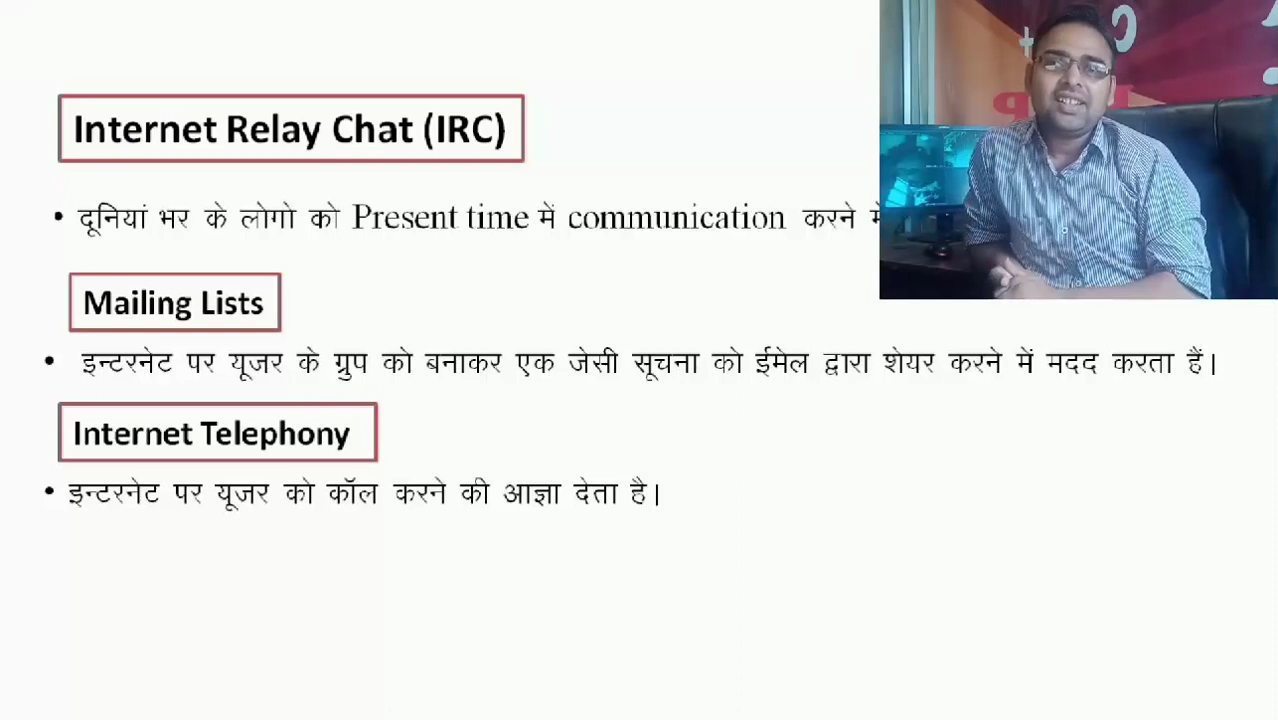 Internet Relay Chat (IRC)
• दूनियां भर के लोगो को Present time में communication करने
Mailing Lists
• इन्टरनेट पर यूजर के ग्रुप को बनाकर एक जेसी सूचना को ईमेल द्वारा शेयर करने में मदद करता हैं।
Internet Telephony
• इन्टरनेट पर यूजर को कॉल करने की आज्ञा देता है।